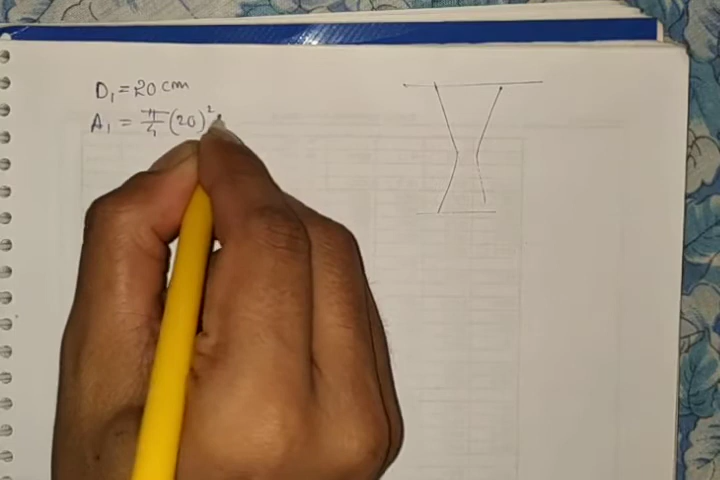 D₁ = 20 cm
A₁ = π/4 (20)²